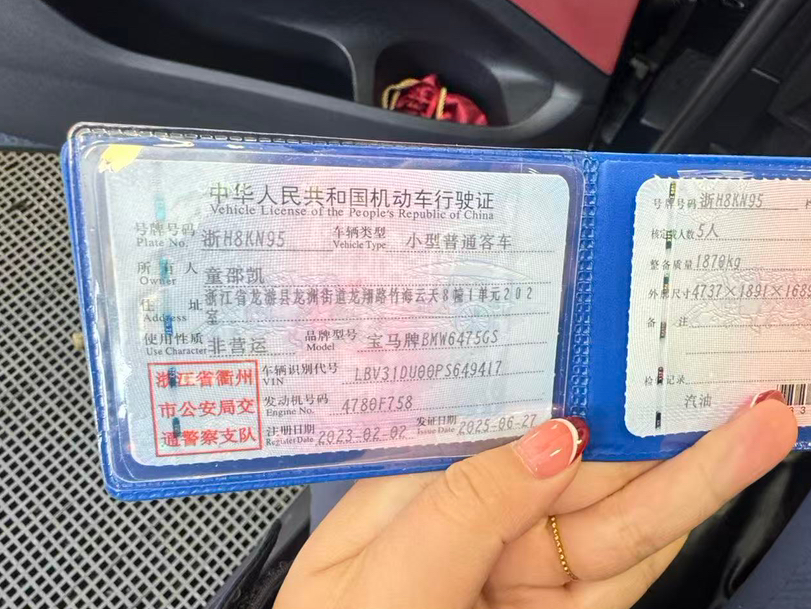 中华人民共和国机动车行驶证
Vehicle License of the People's Republic of China
号牌号码 浙H8KN95 车辆类型 小型普通客车
Plate No. Vehicle Type
所有人 童邵凯
Owner
住址 浙江省龙游县龙洲街道龙翔路竹海云天8幢1单元202
Address 室
使用性质 非营运 品牌型号 宝马牌BMW6475GS
Use Character Model
浙江省衢州
市公安局交
通警察支队
车辆识别代号 LBV31DU00PS649417
VIN
发动机号码 4780F758
Engine No.
注册日期 2023-02-02 发证日期 2025-06-27
Register Date Issue Date
号牌号码 浙H8KN95
核定载人数 5人
整备质量 1870kg
外廓尺寸 4737×1891×1689
备注
检验记录
汽油